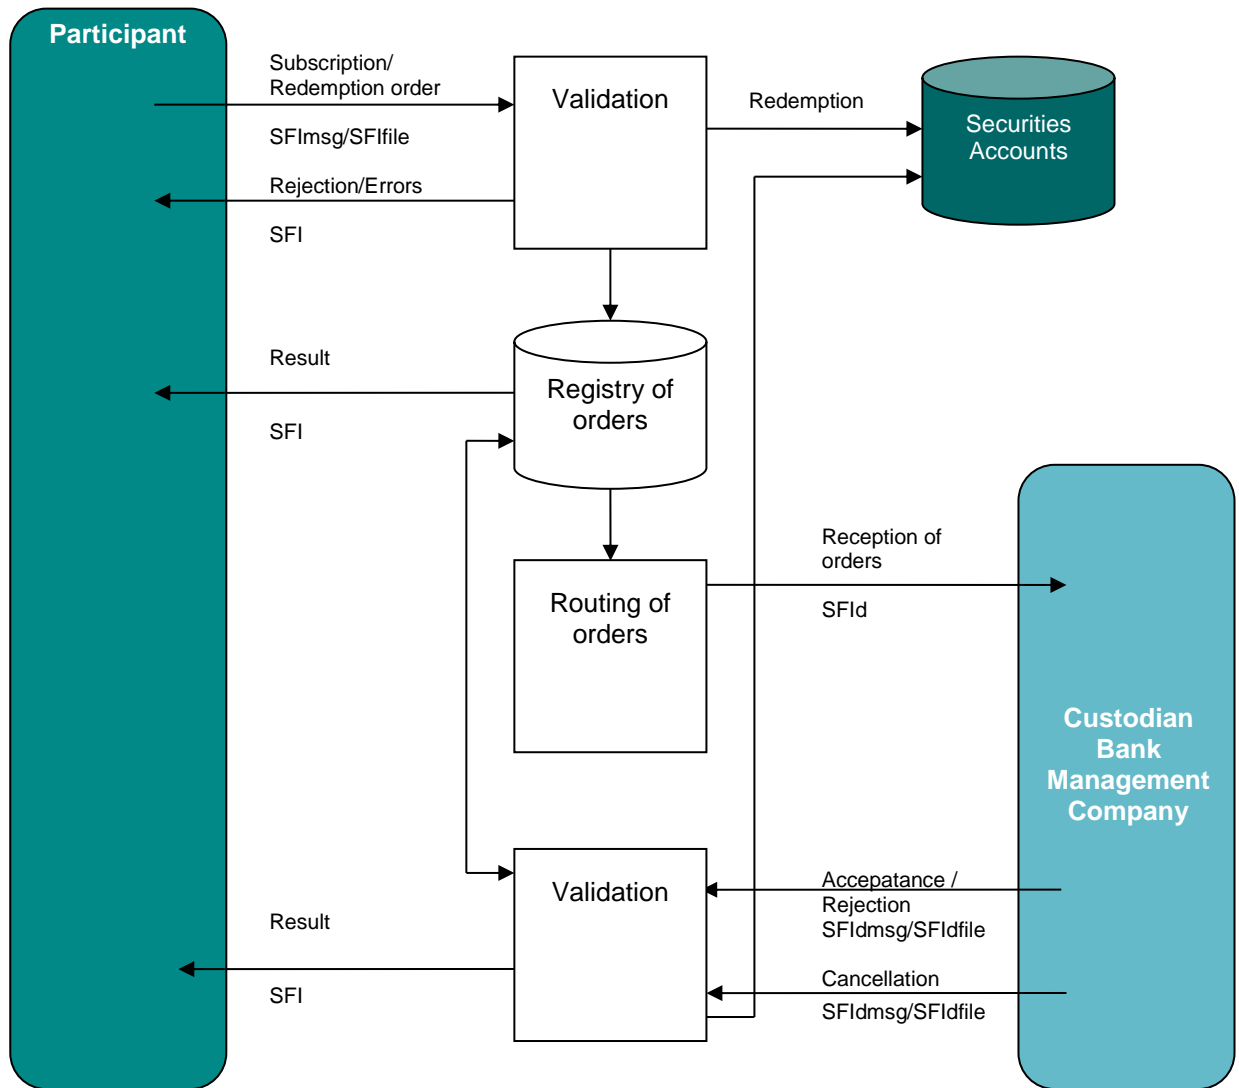 Participant
Subscription/
Redemption order
SFImsg/SFIfile
Rejection/Errors
SFI
Validation
Redemption
Securities
Accounts
Result
SFI
Registry of
orders
Reception of
orders
SFId
Routing of
orders
Custodian
Bank
Management
Company
Validation
Accepatance /
Rejection
SFIdmsg/SFIdfile
Result
SFI
Cancellation
SFIdmsg/SFIdfile